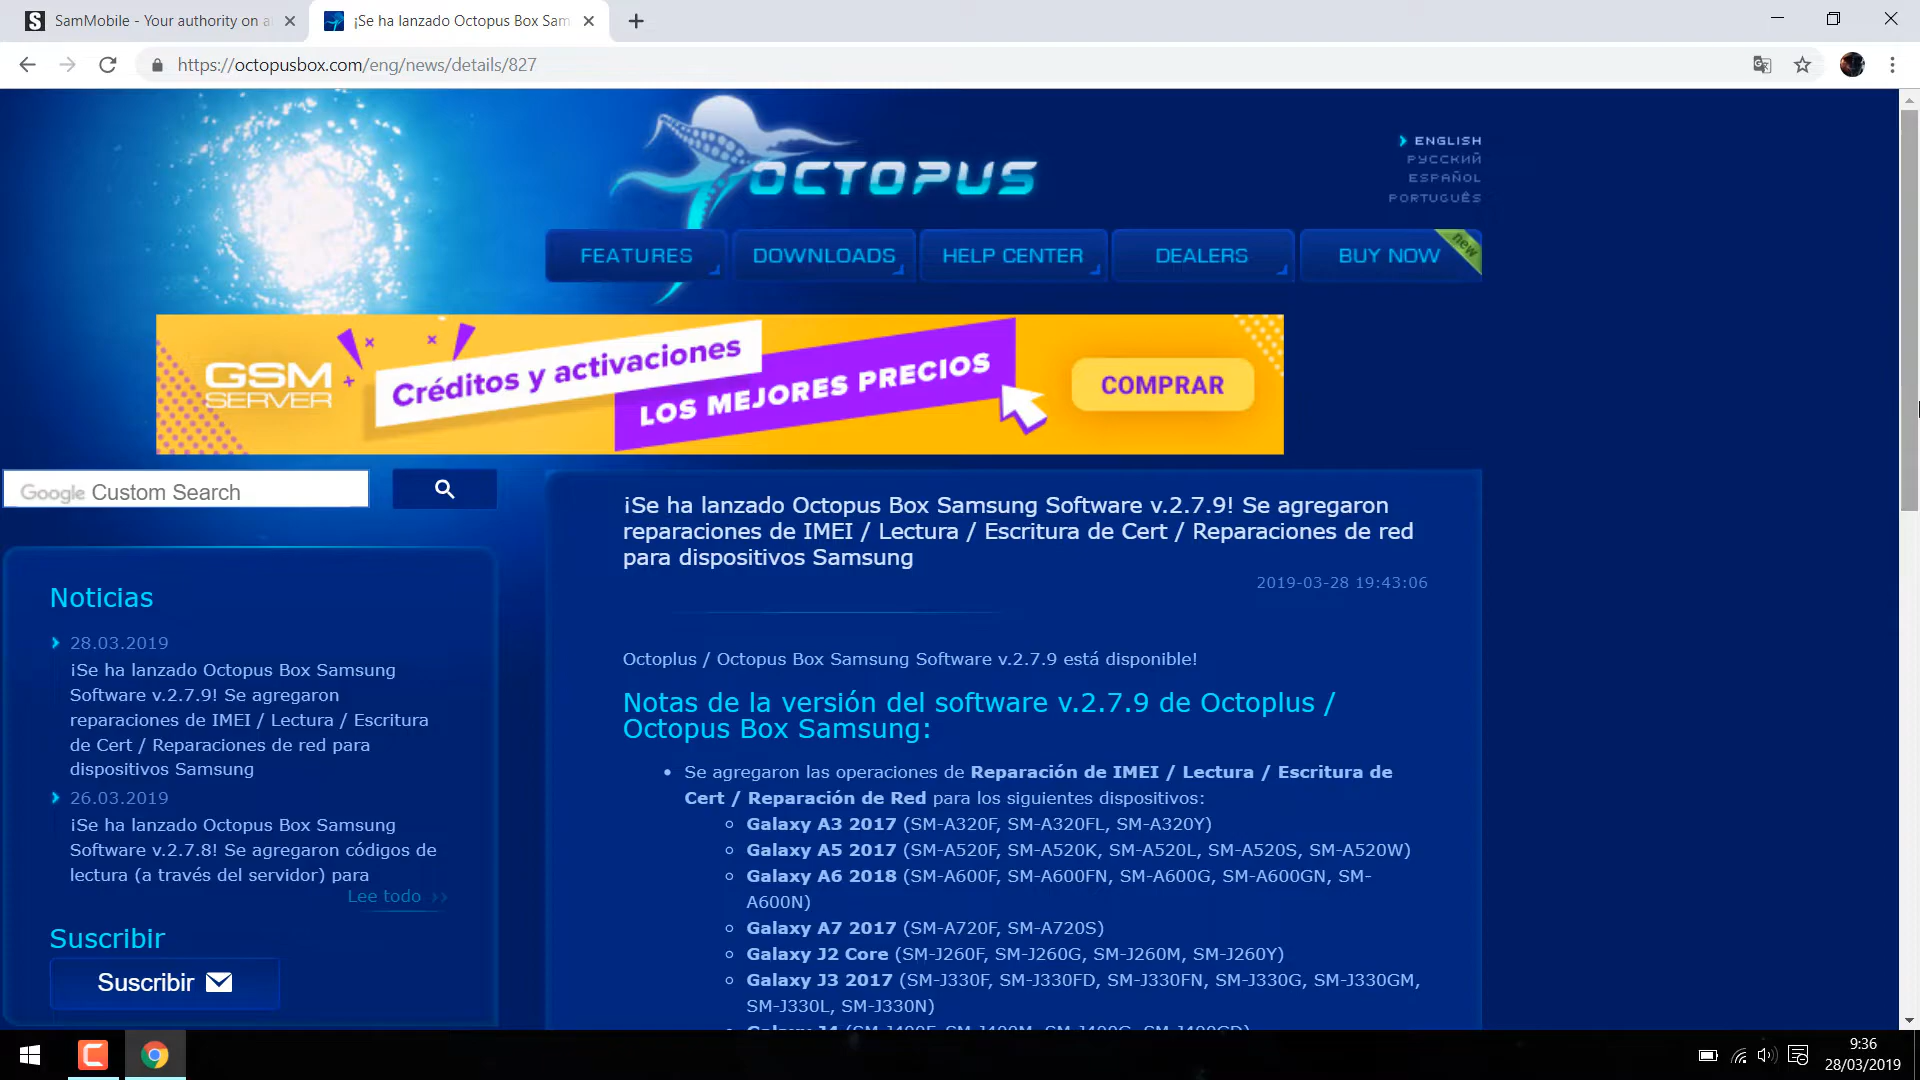 SamMobile - Your authority on a
¡Se ha lanzado Octopus Box Sam
https://octopusbox.com/eng/news/details/827
OCTOPUS
ENGLISH
РУССКИЙ
ESPAÑOL
PORTUGUÊS
FEATURES
DOWNLOADS
HELP CENTER
DEALERS
BUY NOW
new
GSM
SERVER
Créditos y activaciones
LOS MEJORES PRECIOS
COMPRAR
Google Custom Search
¡Se ha lanzado Octopus Box Samsung Software v.2.7.9! Se agregaron
reparaciones de IMEI / Lectura / Escritura de Cert / Reparaciones de red
para dispositivos Samsung
2019-03-28 19:43:06
Noticias
28.03.2019
¡Se ha lanzado Octopus Box Samsung
Software v.2.7.9! Se agregaron
reparaciones de IMEI / Lectura / Escritura
de Cert / Reparaciones de red para
dispositivos Samsung
26.03.2019
¡Se ha lanzado Octopus Box Samsung
Software v.2.7.8! Se agregaron códigos de
lectura (a través del servidor) para
Lee todo
Suscribir
Suscribir
Octoplus / Octopus Box Samsung Software v.2.7.9 está disponible!
Notas de la versión del software v.2.7.9 de Octoplus /
Octopus Box Samsung:
Se agregaron las operaciones de Reparación de IMEI / Lectura / Escritura de
Cert / Reparación de Red para los siguientes dispositivos:
Galaxy A3 2017 (SM-A320F, SM-A320FL, SM-A320Y)
Galaxy A5 2017 (SM-A520F, SM-A520K, SM-A520L, SM-A520S, SM-A520W)
Galaxy A6 2018 (SM-A600F, SM-A600FN, SM-A600G, SM-A600GN, SM-
A600N)
Galaxy A7 2017 (SM-A720F, SM-A720S)
Galaxy J2 Core (SM-J260F, SM-J260G, SM-J260M, SM-J260Y)
Galaxy J3 2017 (SM-J330F, SM-J330FD, SM-J330FN, SM-J330G, SM-J330GM,
SM-J330L, SM-J330N)
Galaxy J4 (SM-J400F, SM-J400M, SM-J400G, SM-J400GD)
9:36
28/03/2019